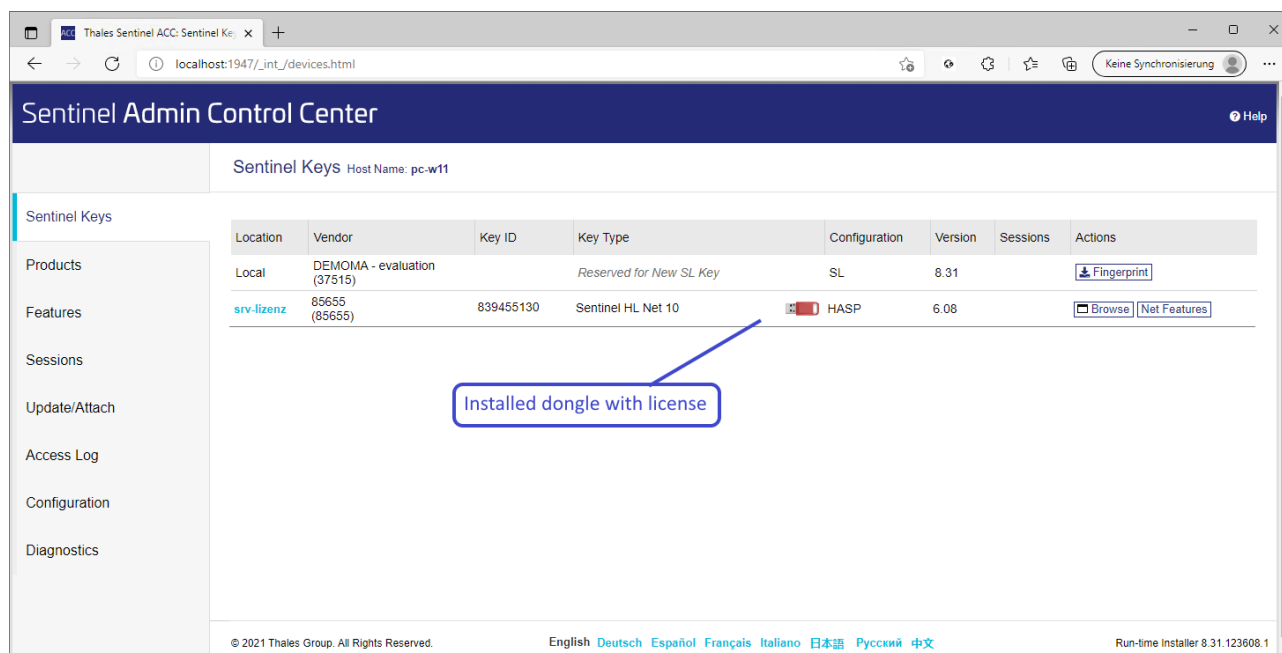 ACC Thales Sentinel ACC: Sentinel Ke
localhost:1947/_int_/devices.html Keine Synchronisierung
Sentinel Admin Control Center
Help
Sentinel Keys Host Name: pc-w11
Sentinel Keys
Products
Features
Sessions
Update/Attach
Access Log
Configuration
Diagnostics
Location Vendor Key ID Key Type Configuration Version Sessions Actions
Local DEMOMA - evaluation (37515) Reserved for New SL Key SL 8.31 Fingerprint
srv-lizenz 85655 (85655) 839455130 Sentinel HL Net 10 HASP 6.08 Browse Net Features
Installed dongle with license
© 2021 Thales Group. All Rights Reserved. English Deutsch Español Français Italiano 日本語 Русский 中文 Run-time Installer 8.31.123608.1